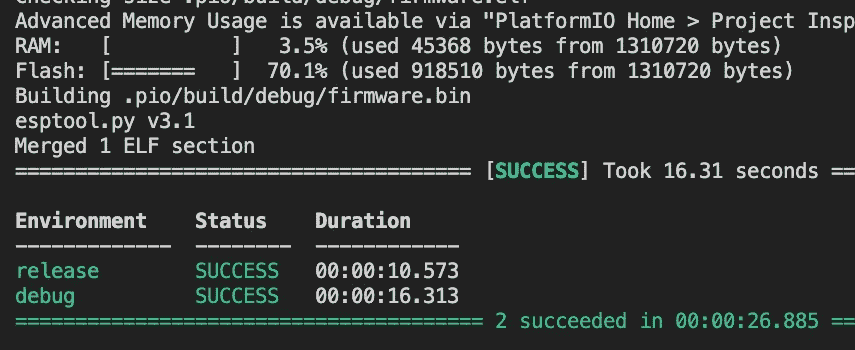 Checking size .pio/build/debug/firmware.elf
Advanced Memory Usage is available via "PlatformIO Home > Project Insp
RAM:   [          ]   3.5% (used 45368 bytes from 1310720 bytes)
Flash: [=======   ]  70.1% (used 918510 bytes from 1310720 bytes)
Building .pio/build/debug/firmware.bin
esptool.py v3.1
Merged 1 ELF section
====================================== [SUCCESS] Took 16.31 seconds ==
Environment    Status    Duration
-------------  --------  ------------
release        SUCCESS   00:00:10.573
debug          SUCCESS   00:00:16.313
======================================= 2 succeeded in 00:00:26.885 ==